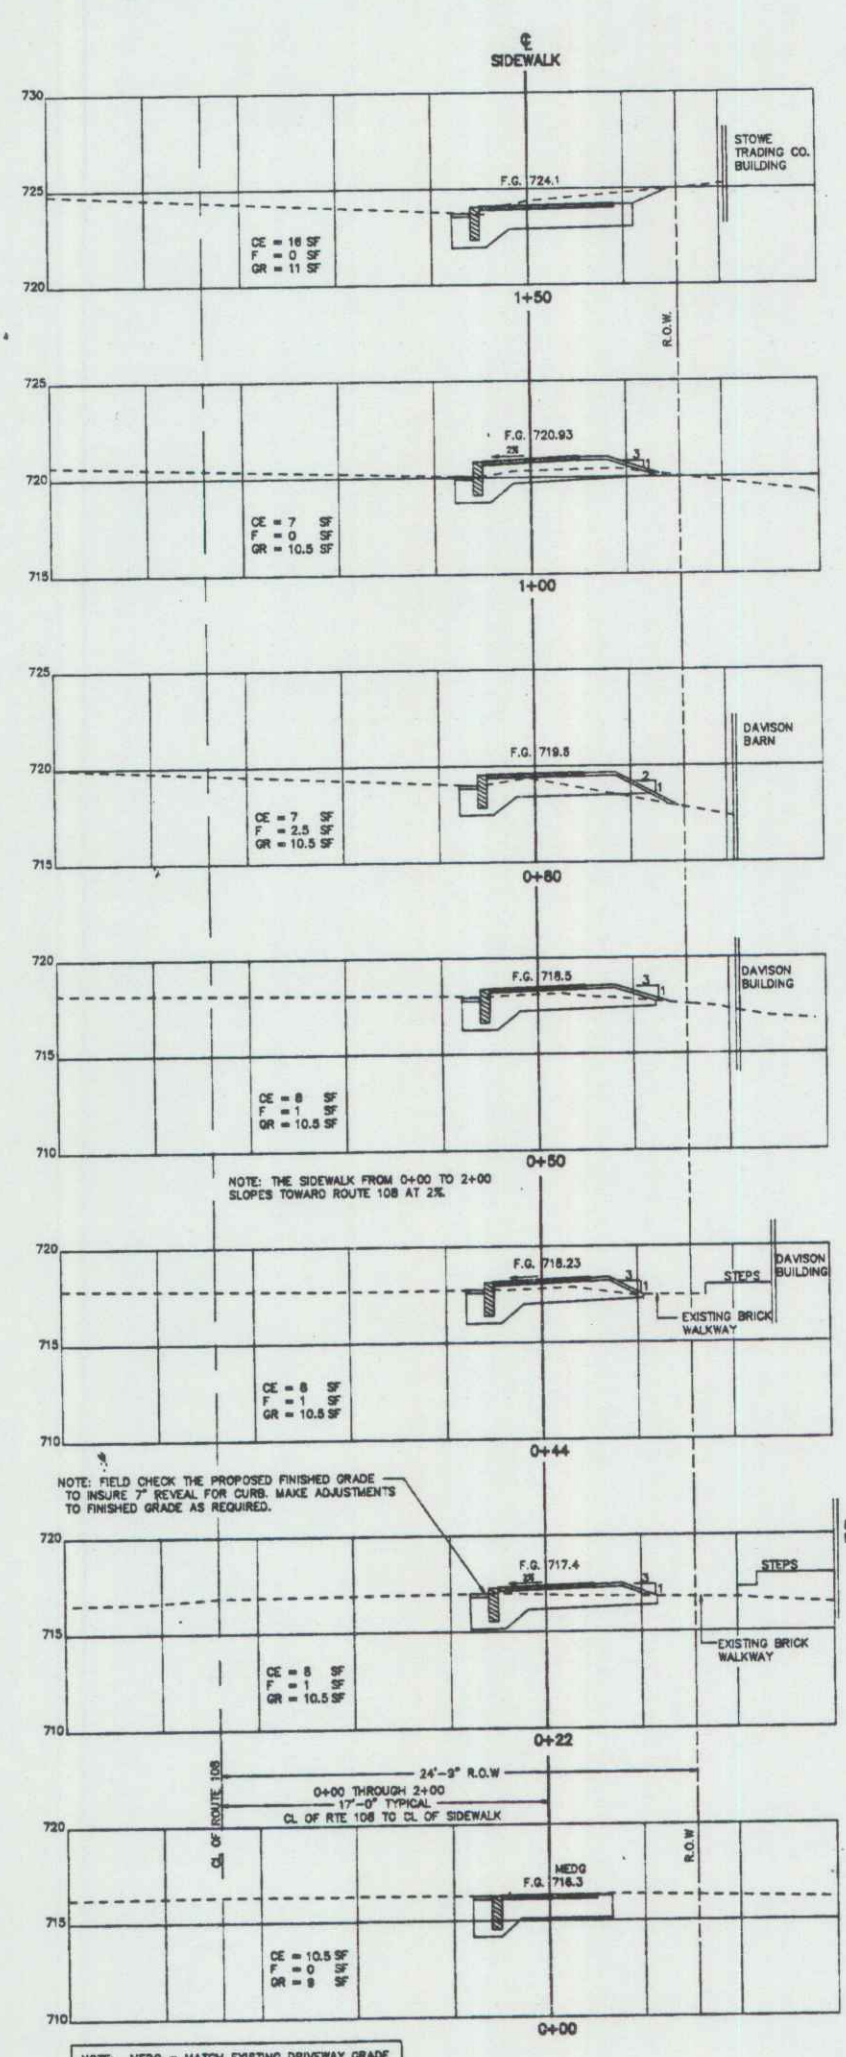 ℄
SIDEWALK
730
STOWE
TRADING CO.
BUILDING
F.G. 724.1
725
CE = 16 SF
F = 0 SF
GR = 11 SF
720
1+50
R.O.W.
725
F.G. 720.93
2%
3
1
720
CE = 7 SF
F = 0 SF
GR = 10.5 SF
715
1+00
725
DAVISON
BARN
F.G. 719.8
720
2
1
CE = 7 SF
F = 2.5 SF
GR = 10.5 SF
715
0+80
720
DAVISON
BUILDING
F.G. 718.5
3
1
715
CE = 8 SF
F = 1 SF
GR = 10.5 SF
710
0+50
NOTE: THE SIDEWALK FROM 0+00 TO 2+00
SLOPES TOWARD ROUTE 108 AT 2%.
720
DAVISON
BUILDING
F.G. 718.23
3
1
STEPS
EXISTING BRICK
WALKWAY
715
CE = 8 SF
F = 1 SF
GR = 10.5 SF
710
0+44
NOTE: FIELD CHECK THE PROPOSED FINISHED GRADE
TO INSURE 7" REVEAL FOR CURB. MAKE ADJUSTMENTS
TO FINISHED GRADE AS REQUIRED.
720
F.G. 717.4
2%
3
1
STEPS
715
EXISTING BRICK
WALKWAY
CE = 8 SF
F = 1 SF
GR = 10.5 SF
710
0+22
24'-9" R.O.W
0+00 THROUGH 2+00
17'-0" TYPICAL
CL OF RTE 108 TO CL OF SIDEWALK
CL OF ROUTE 108
720
R.O.W
MEDG
F.G. 716.3
715
CE = 10.5 SF
F = 0 SF
GR = 9 SF
710
0+00
NOTE: MEDG = MATCH EXISTING DRIVEWAY GRADE